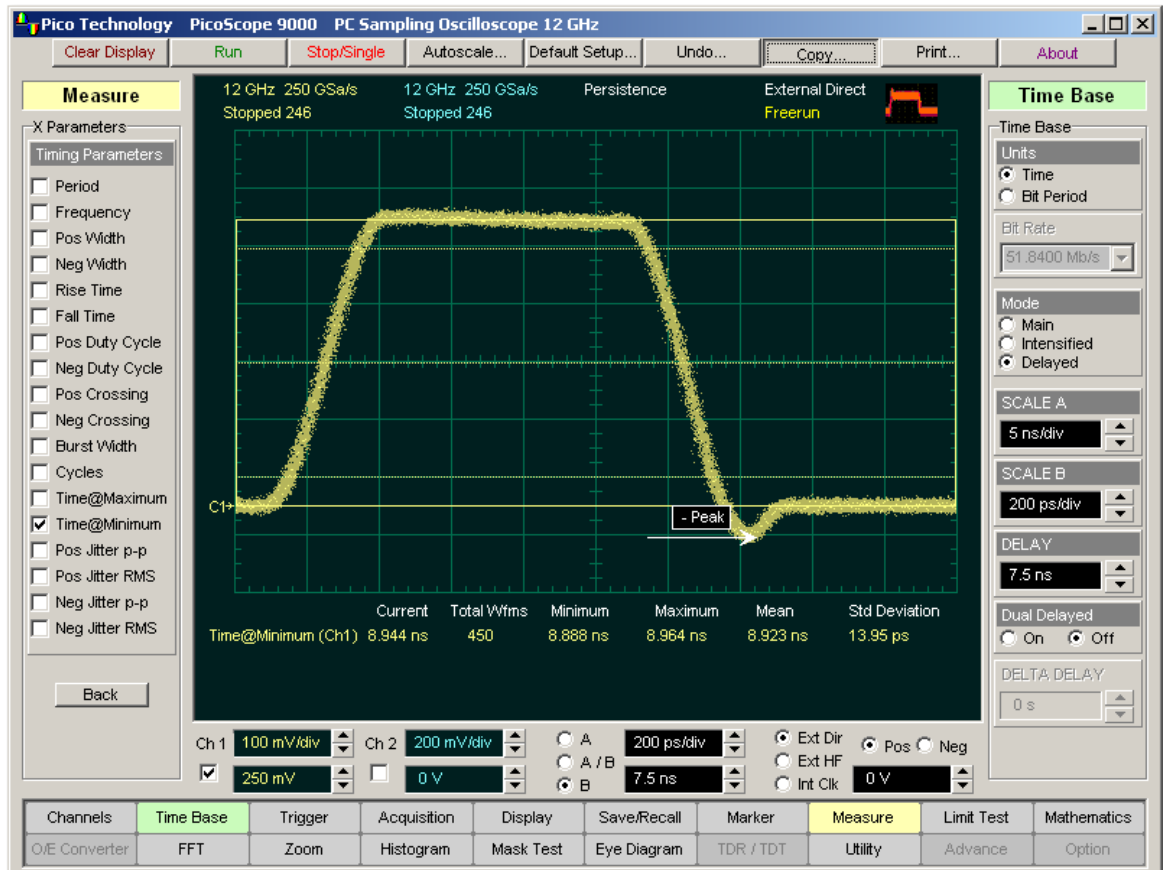 Pico Technology PicoScope 9000 PC Sampling Oscilloscope 12 GHz
Clear Display Run Stop/Single Autoscale... Default Setup... Undo... Copy... Print... About
Measure
X Parameters
Timing Parameters
Period
Frequency
Pos Width
Neg Width
Rise Time
Fall Time
Pos Duty Cycle
Neg Duty Cycle
Pos Crossing
Neg Crossing
Burst Width
Cycles
Time@Maximum
Time@Minimum
Pos Jitter p-p
Pos Jitter RMS
Neg Jitter p-p
Neg Jitter RMS
Back
12 GHz 250 GSa/s 12 GHz 250 GSa/s Persistence External Direct
Stopped 246 Stopped 246 Freerun
C1
- Peak
Current Total Wfms Minimum Maximum Mean Std Deviation
Time@Minimum (Ch1) 8.944 ns 450 8.888 ns 8.964 ns 8.923 ns 13.95 ps
Time Base
Time Base
Units
Time
Bit Period
Bit Rate
51.8400 Mb/s
Mode
Main
Intensified
Delayed
SCALE A
5 ns/div
SCALE B
200 ps/div
DELAY
7.5 ns
Dual Delayed
On Off
DELTA DELAY
0 s
Ch 1 100 mV/div Ch 2 200 mV/div A 200 ps/div Ext Dir Pos Neg
A / B Ext HF
250 mV 0 V B 7.5 ns Int Clk 0 V
Channels Time Base Trigger Acquisition Display Save/Recall Marker Measure Limit Test Mathematics
O/E Converter FFT Zoom Histogram Mask Test Eye Diagram TDR / TDT Utility Advance Option